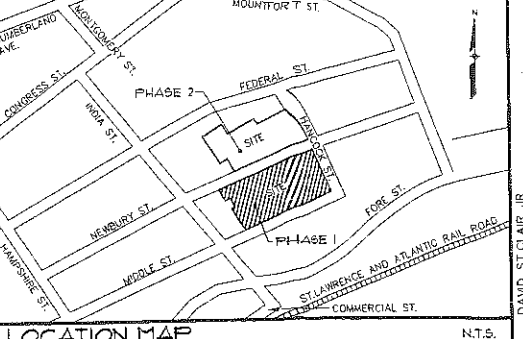 MOUNTFORT ST.
CUMBERLAND
AVE.
MONTGOMERY ST.
N
CONGRESS ST.
FEDERAL ST.
PHASE 2
INDIA ST.
HANCOCK ST.
SITE
SITE
NEWBURY ST.
FORE ST.
PHASE 1
MIDDLE ST.
HAMPSHIRE ST.
ST.LAWRENCE AND ATLANTIC RAIL ROAD
COMMERCIAL ST.
DAVID ST.CLAIR JR.
LOCATION MAP
N.T.S.